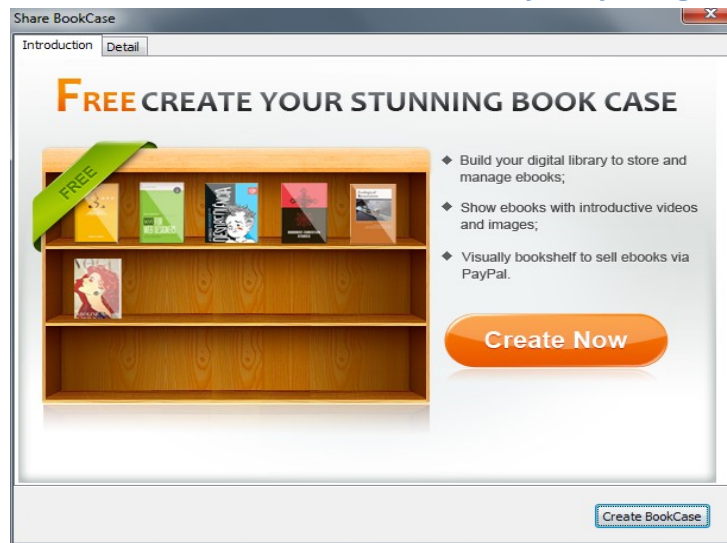 Share BookCase
Introduction Detail
FREE CREATE YOUR STUNNING BOOK CASE
FREE
Build your digital library to store and
manage ebooks;
Show ebooks with introductive videos
and images;
Visually bookshelf to sell ebooks via
PayPal.
Create Now
Create BookCase